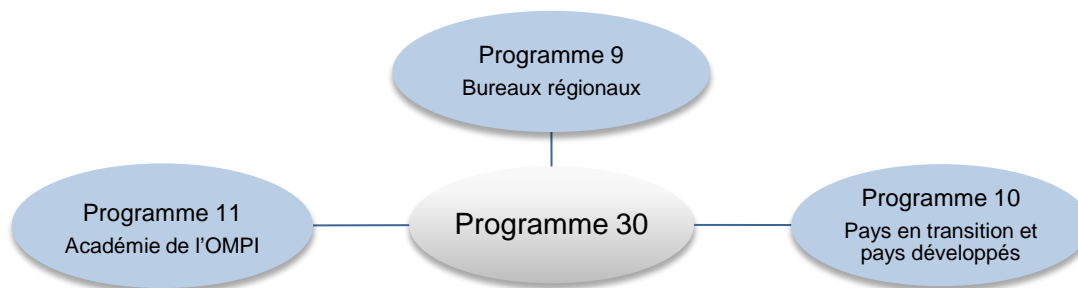 Programme 9
Bureaux régionaux
Programme 11
Académie de l'OMPI
Programme 30
Programme 10
Pays en transition et
pays développés